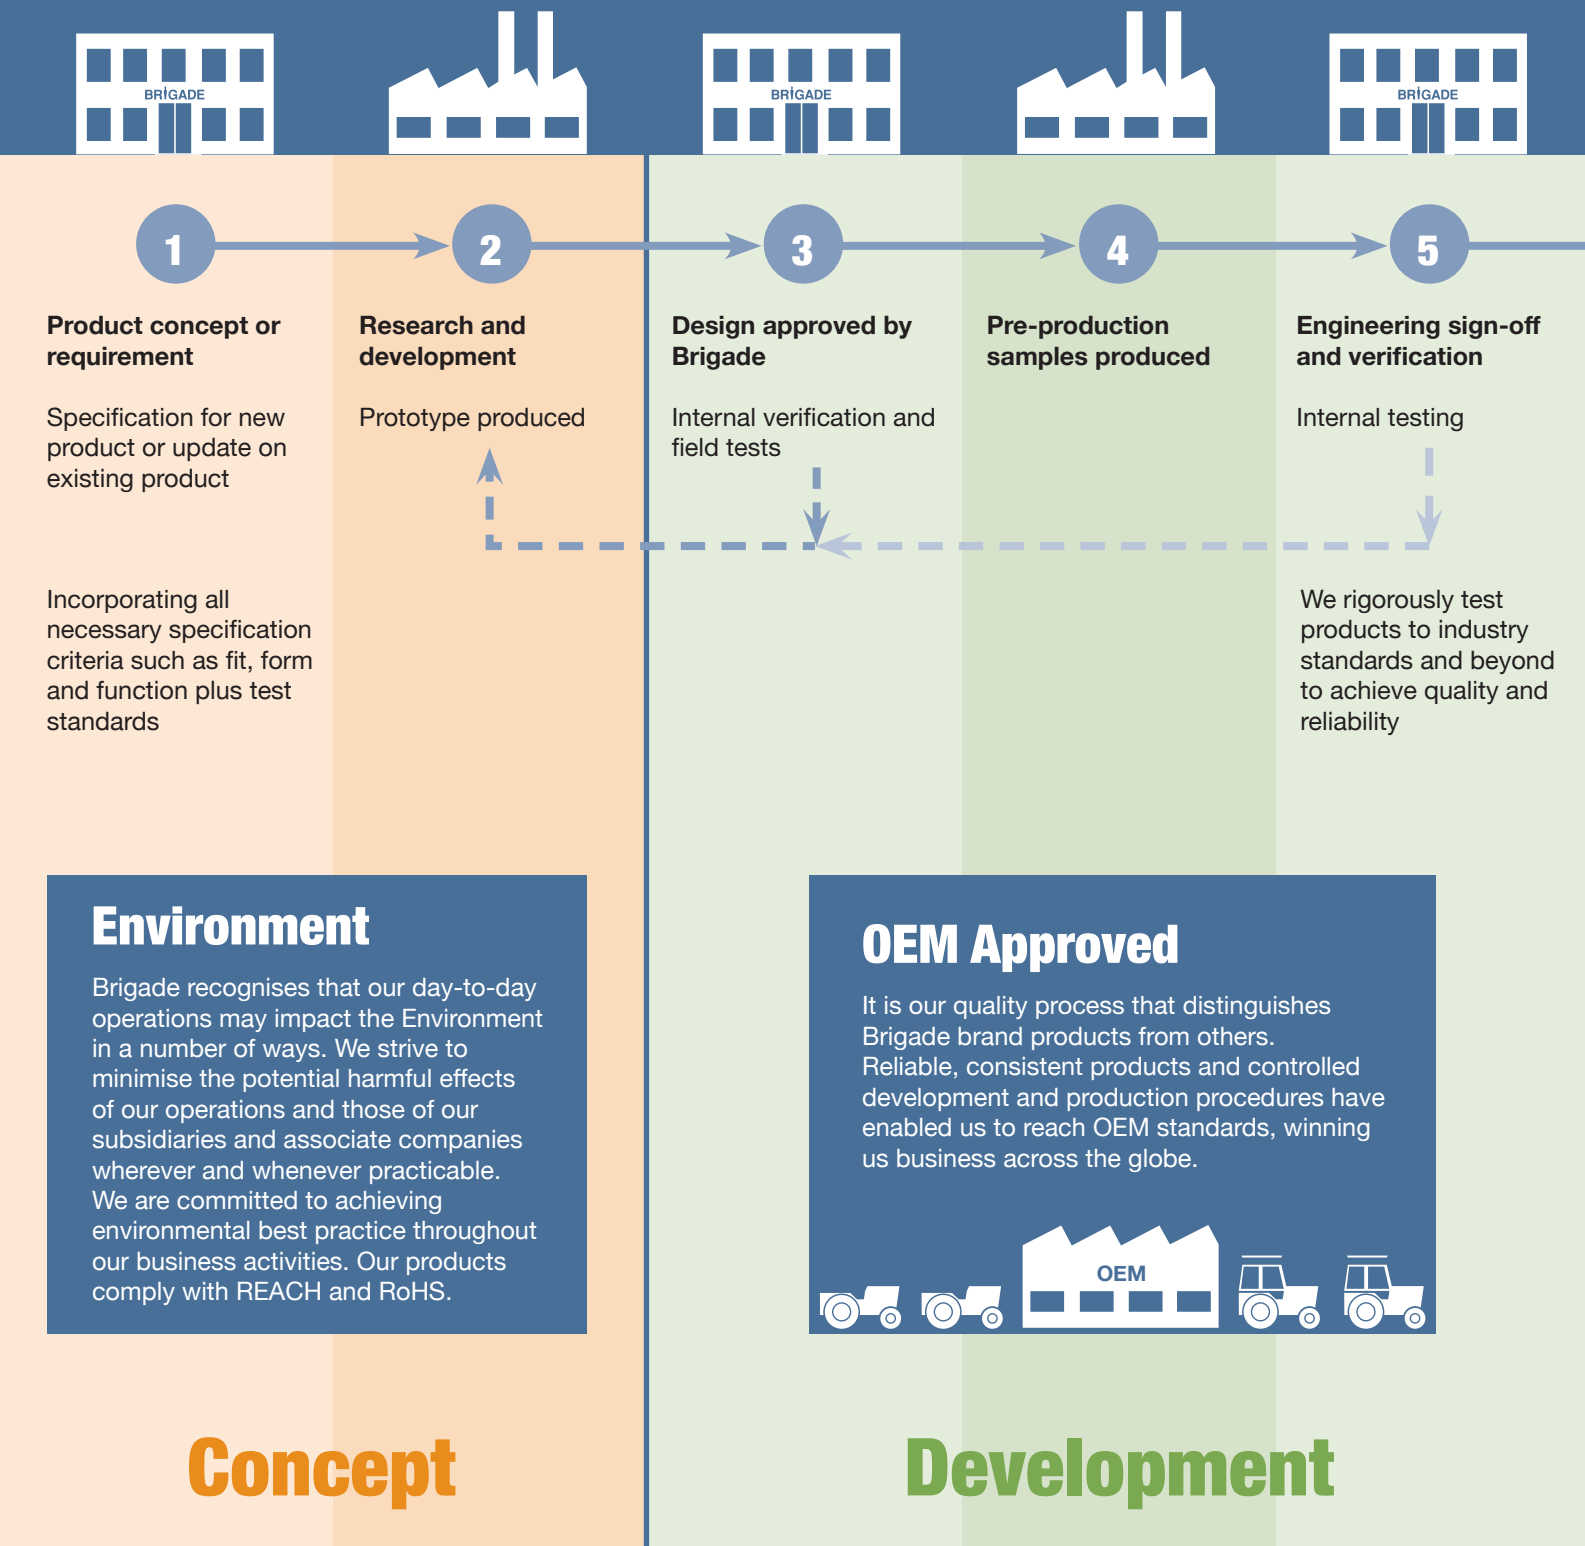 BRIGADE
BRIGADE
BRIGADE
1
2
3
4
5
Product concept or
requirement
Specification for new
product or update on
existing product
Incorporating all
necessary specification
criteria such as fit, form
and function plus test
standards
Research and
development
Prototype produced
Design approved by
Brigade
Internal verification and
field tests
Pre-production
samples produced
Engineering sign-off
and verification
Internal testing
We rigorously test
products to industry
standards and beyond
to achieve quality and
reliability
Environment
Brigade recognises that our day-to-day
operations may impact the Environment
in a number of ways. We strive to
minimise the potential harmful effects
of our operations and those of our
subsidiaries and associate companies
wherever and whenever practicable.
We are committed to achieving
environmental best practice throughout
our business activities. Our products
comply with REACH and RoHS.
OEM Approved
It is our quality process that distinguishes
Brigade brand products from others.
Reliable, consistent products and controlled
development and production procedures have
enabled us to reach OEM standards, winning
us business across the globe.
OEM
Concept
Development